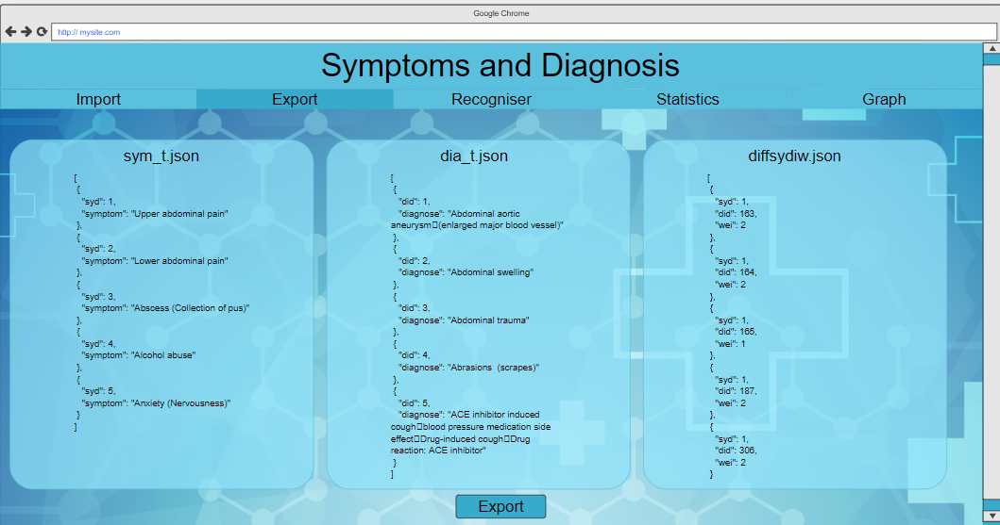 Google Chrome
http:// mysite.com
Symptoms and Diagnosis
Import
Export
Recogniser
Statistics
Graph
sym_t.json
[
{
"syd": 1,
"symptom": "Upper abdominal pain"
},
{
"syd": 2,
"symptom": "Lower abdominal pain"
},
{
"syd": 3,
"symptom": "Abscess (Collection of pus)"
},
{
"syd": 4,
"symptom": "Alcohol abuse"
},
{
"syd": 5,
"symptom": "Anxiety (Nervousness)"
}
]
dia_t.json
[
{
"did": 1,
"diagnose": "Abdominal aortic
aneurysm□(enlarged major blood vessel)"
},
{
"did": 2,
"diagnose": "Abdominal swelling"
},
{
"did": 3,
"diagnose": "Abdominal trauma"
},
{
"did": 4,
"diagnose": "Abrasions  (scrapes)"
},
{
"did": 5,
"diagnose": "ACE inhibitor induced
cough□blood pressure medication side
effect□Drug-induced cough□Drug
reaction: ACE inhibitor"
}
]
diffsydiw.json
[
{
"syd": 1,
"did": 163,
"wei": 2
},
{
"syd": 1,
"did": 164,
"wei": 2
},
{
"syd": 1,
"did": 165,
"wei": 1
},
{
"syd": 1,
"did": 187,
"wei": 2
},
{
"syd": 1,
"did": 306,
"wei": 2
}
Export